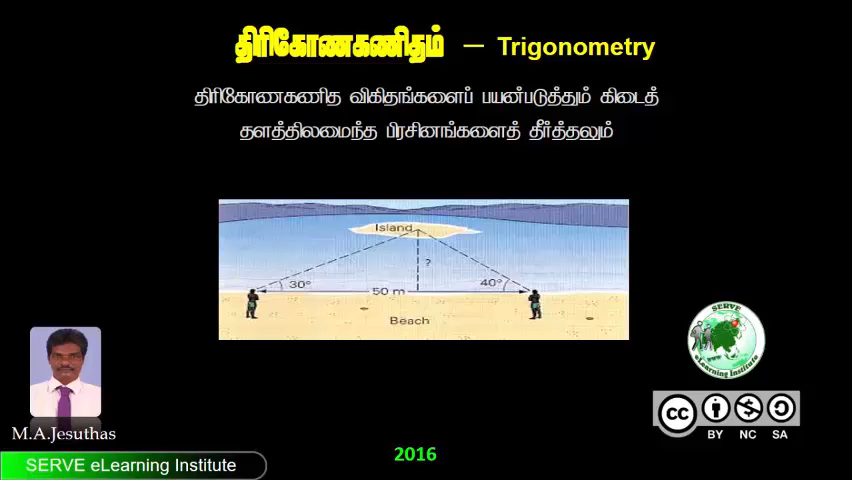 திரிகோணகணிதம் — Trigonometry
திரிகோணகணித விகிதங்களைப் பயன்படுத்தும் கிடைத்
தளத்திலமைந்த பிரசினங்களைத் தீர்த்தலும்
Island
?
30°
50 m
40°
Beach
SERVE
eLearning Institute
M.A.Jesuthas
cc
BY NC SA
2016
SERVE eLearning Institute